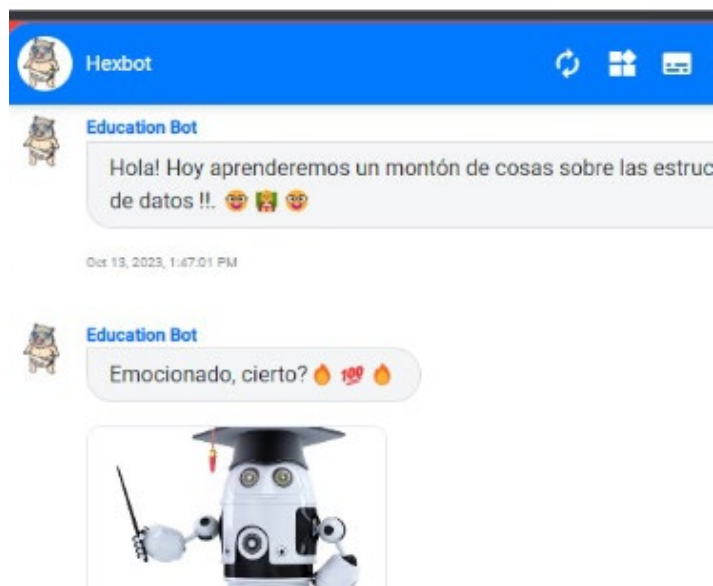 Hexbot
Education Bot
Hola! Hoy aprenderemos un montón de cosas sobre las estruc
de datos !!. 🤓 👩‍🏫 🤓
Oct 13, 2023, 1:47:01 PM
Education Bot
Emocionado, cierto?🔥 💯 🔥